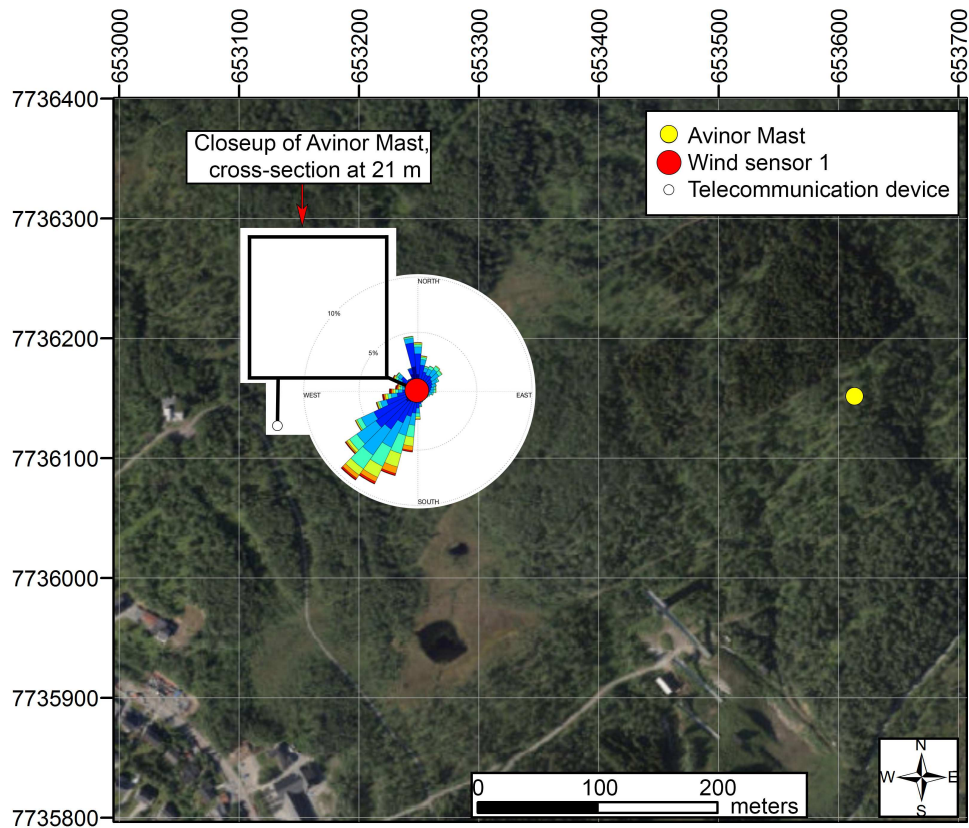 653000
653100
653200
653300
653400
653500
653600
653700
7736400
7736300
7736200
7736100
7736000
7735900
7735800
Closeup of Avinor Mast,
cross-section at 21 m
Avinor Mast
Wind sensor 1
Telecommunication device
NORTH
10%
5%
WEST
EAST
SOUTH
0 100 200
meters
N
W E
S